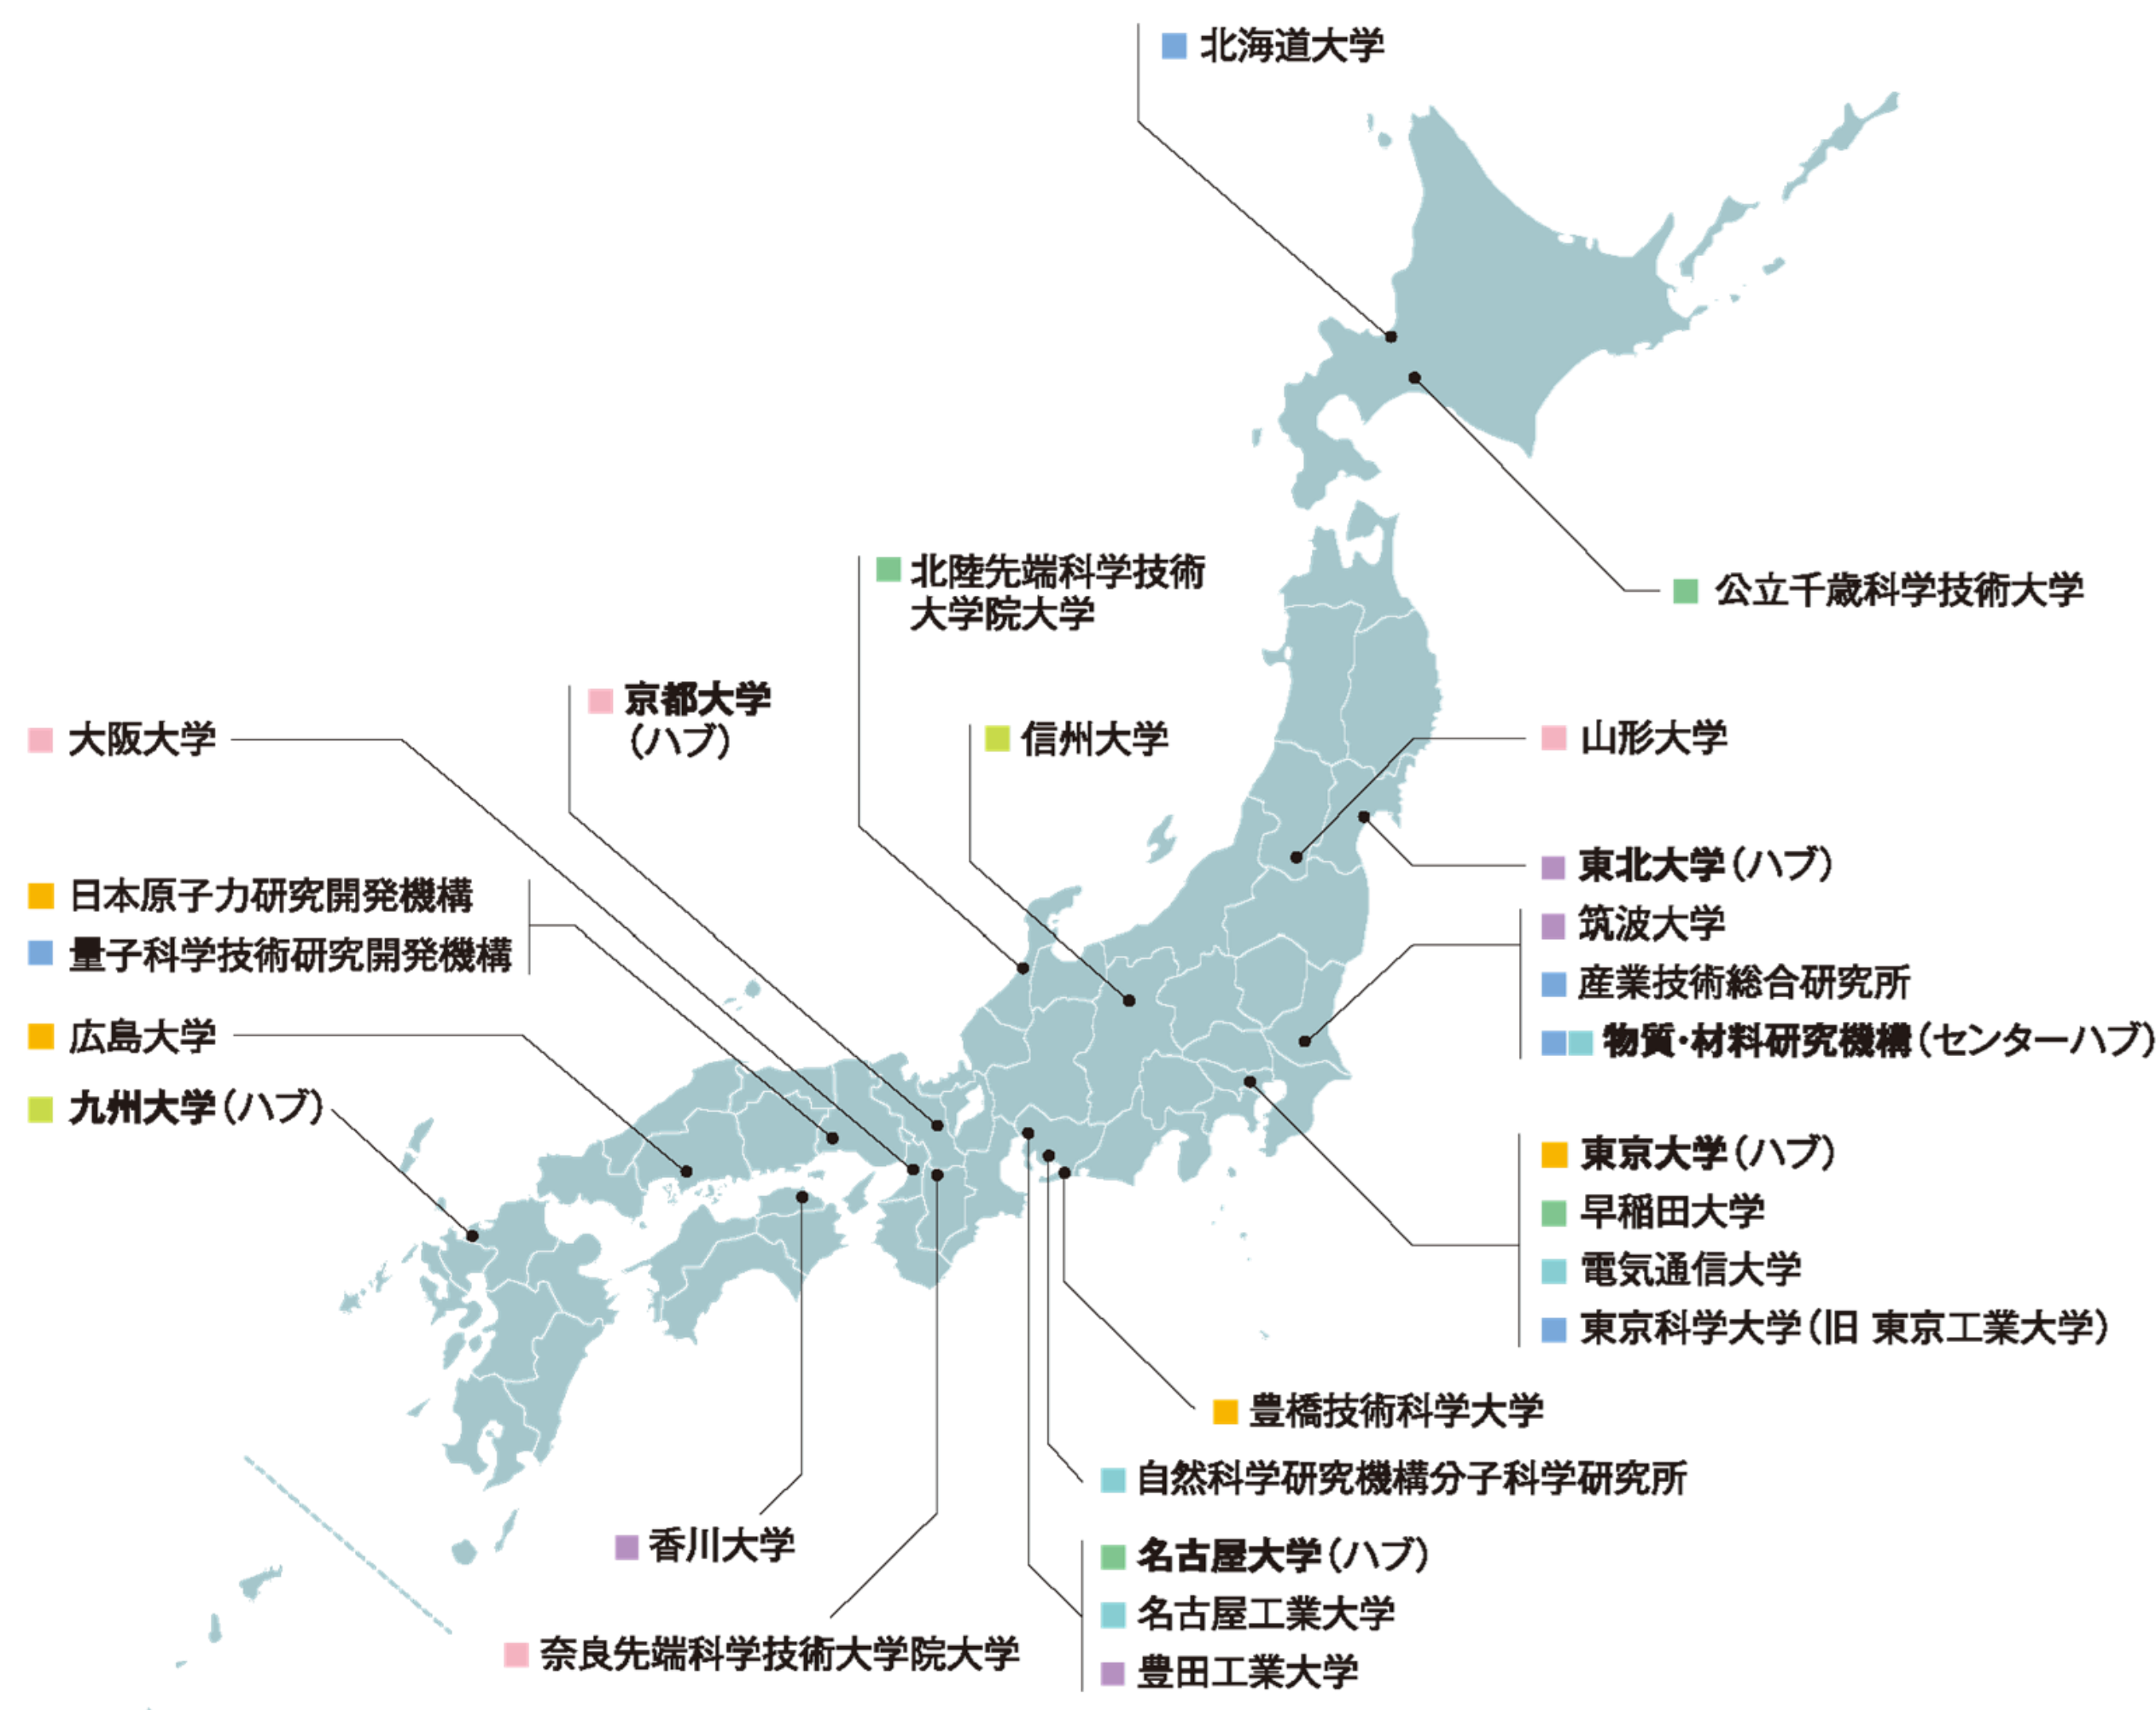 北海道大学
公立千歳科学技術大学
北陸先端科学技術
大学院大学
京都大学
（ハブ）
信州大学
大阪大学
山形大学
日本原子力研究開発機構
量子科学技術研究開発機構
広島大学
九州大学（ハブ）
東北大学（ハブ）
筑波大学
産業技術総合研究所
物質・材料研究機構（センターハブ）
東京大学（ハブ）
早稲田大学
電気通信大学
東京科学大学（旧 東京工業大学）
豊橋技術科学大学
自然科学研究機構分子科学研究所
名古屋大学（ハブ）
名古屋工業大学
豊田工業大学
香川大学
奈良先端科学技術大学院大学